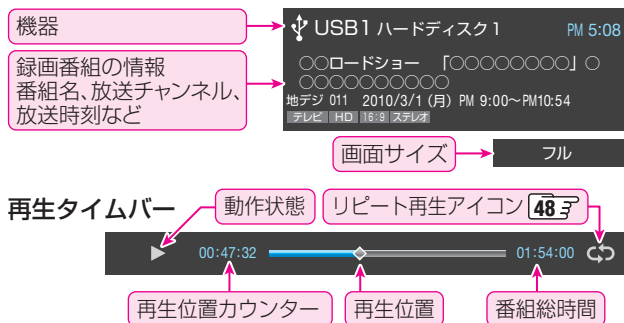 機器
USB1 ハードディスク1 PM 5:08
録画番組の情報
番組名、放送チャンネル、
放送時刻など
○○ロードショー 「○○○○○○○○」○
○○○○○○○○○○
地デジ 011 2010/3/1 (月) PM 9:00～PM10:54
テレビ HD 16:9 ステレオ
画面サイズ フル
再生タイムバー 動作状態 リピート再生アイコン 48
00:47:32 01:54:00
再生位置カウンター 再生位置 番組総時間